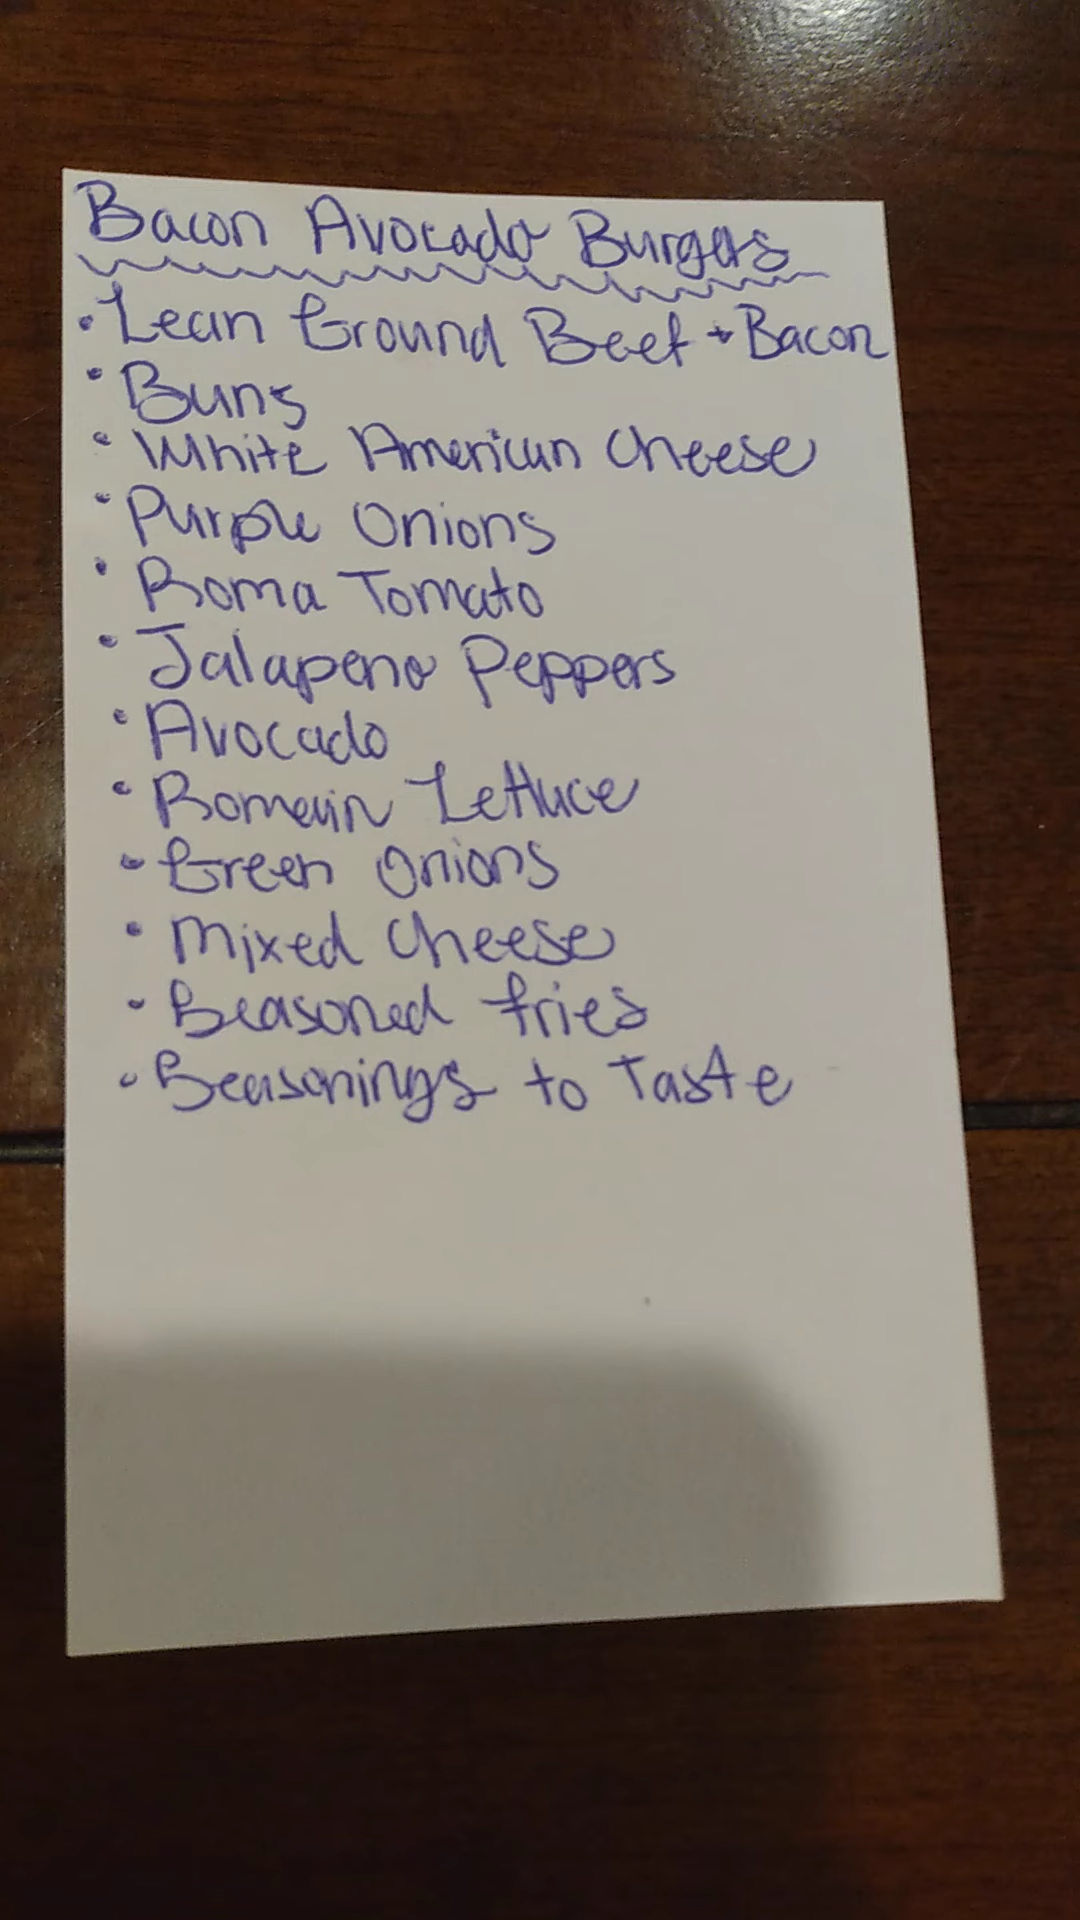 Bacon Avocado Burgers
• Lean Ground Beef + Bacon
• Buns
• White American Cheese
• Purple Onions
• Roma Tomato
• Jalapeno Peppers
• Avocado
• Romain Lettuce
• Green Onions
• Mixed Cheese
• Seasoned fries
• Seasonings to Taste